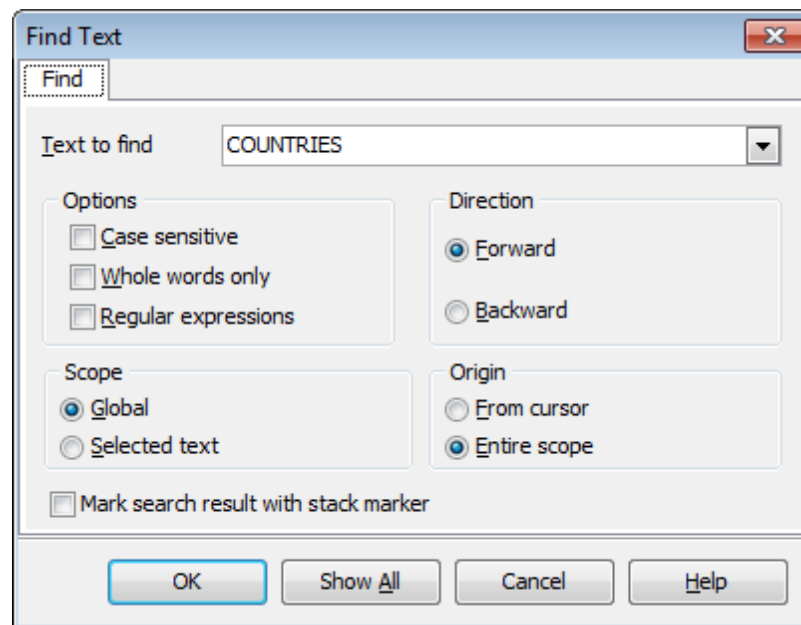 Find Text
Find
Text to find COUNTRIES
Options
Case sensitive
Whole words only
Regular expressions
Direction
Forward
Backward
Scope
Global
Selected text
Origin
From cursor
Entire scope
Mark search result with stack marker
OK Show All Cancel Help